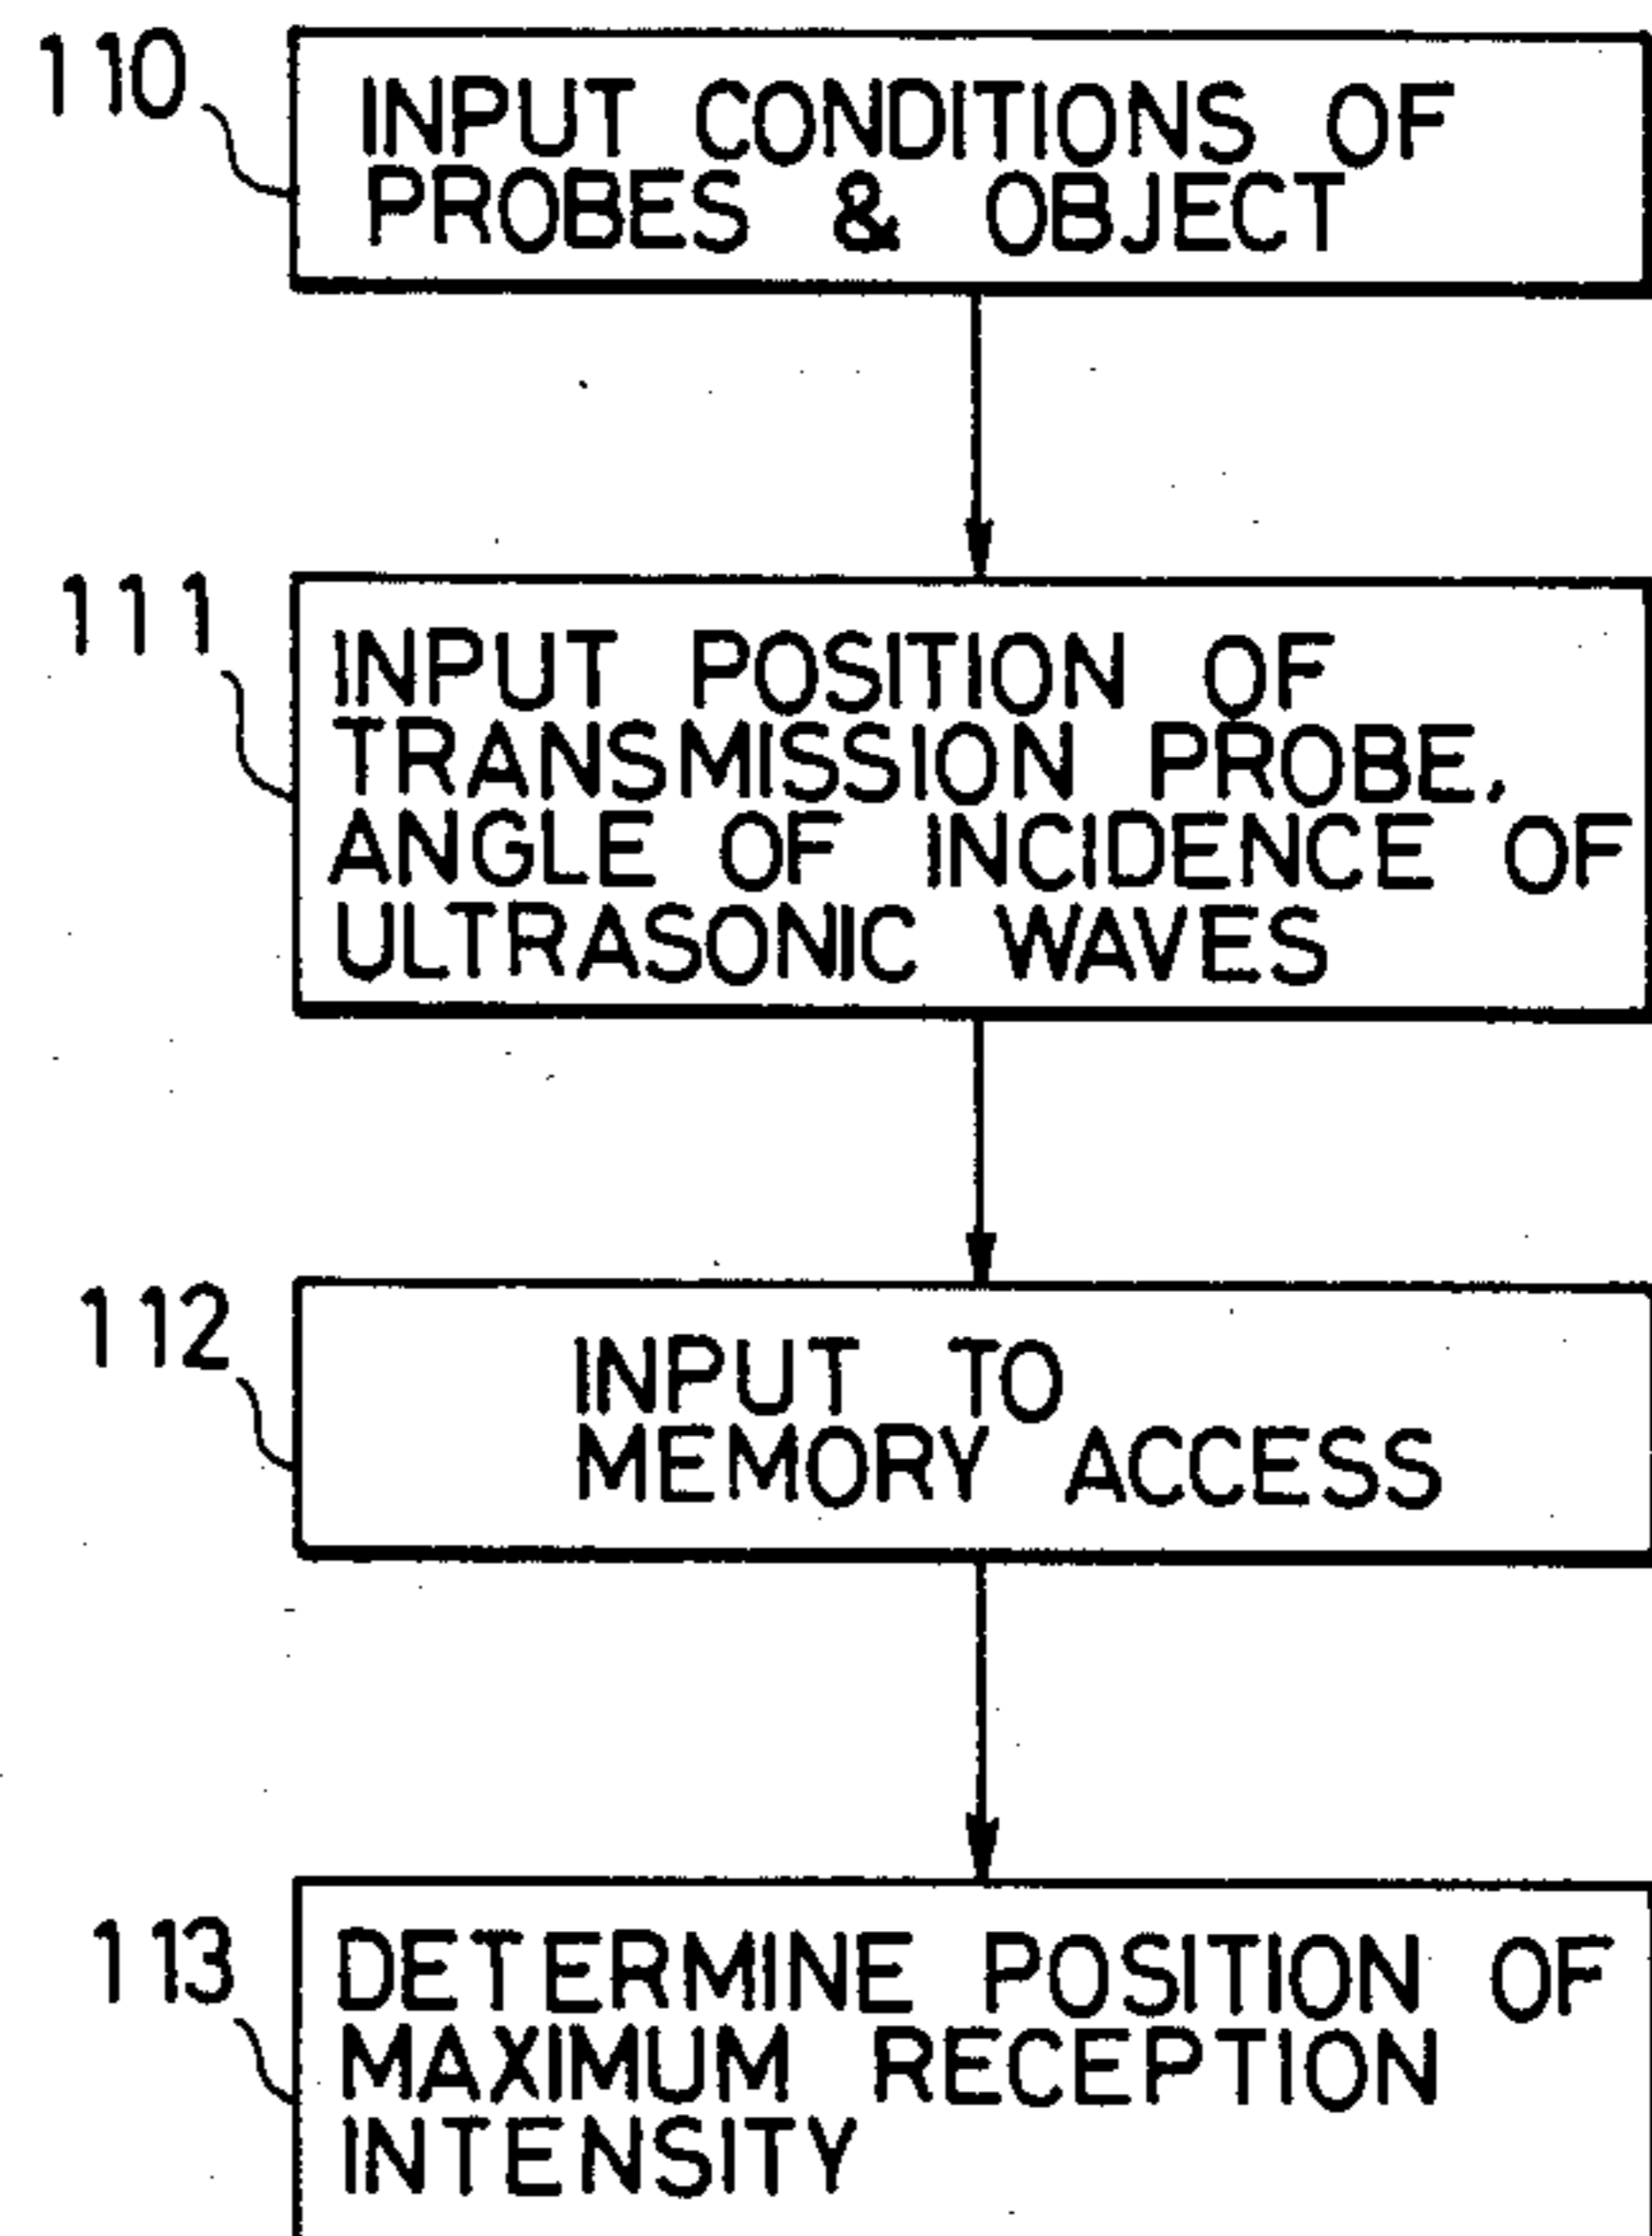 110
INPUT CONDITIONS OF
PROBES & OBJECT
111
INPUT POSITION OF
TRANSMISSION PROBE,
ANGLE OF INCIDENCE OF
ULTRASONIC WAVES
112
INPUT TO
MEMORY ACCESS
113
DETERMINE POSITION OF
MAXIMUM RECEPTION
INTENSITY